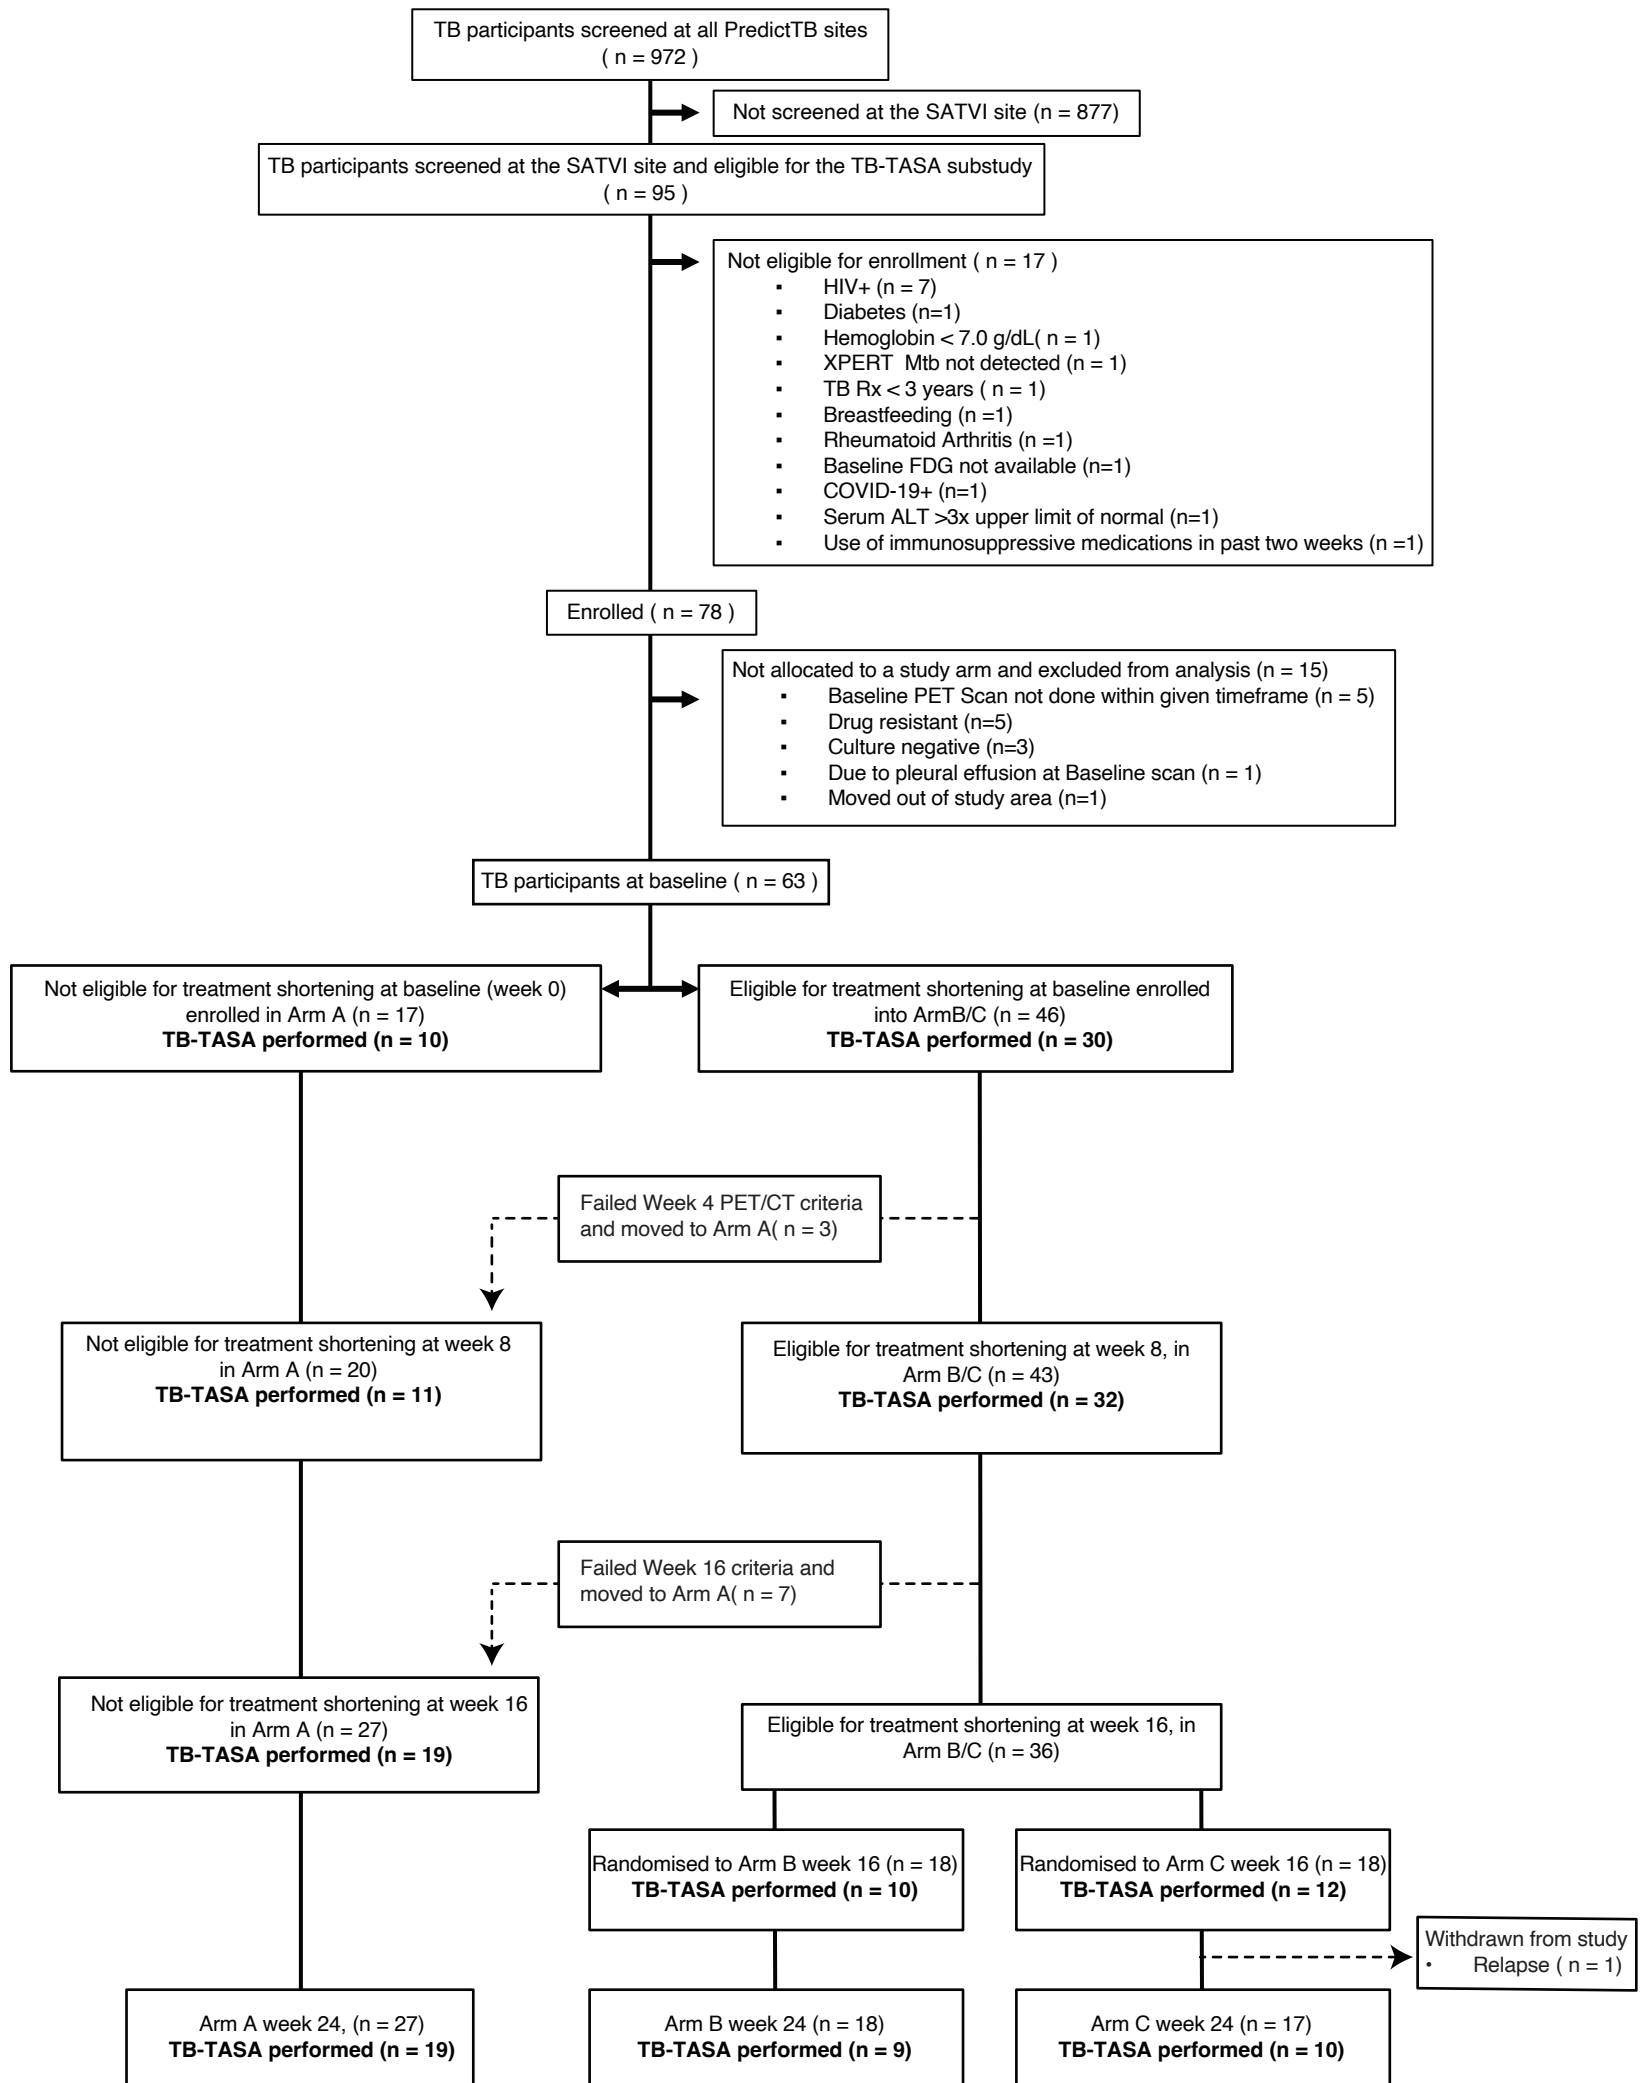 TB participants screened at all PredictTB sites
( n = 972 )
Not screened at the SATVI site (n = 877)
TB participants screened at the SATVI site and eligible for the TB-TASA substudy
( n = 95 )
Not eligible for enrollment ( n = 17 )
▪ HIV+ (n = 7)
▪ Diabetes (n=1)
▪ Hemoglobin < 7.0 g/dL( n = 1)
▪ XPERT Mtb not detected (n = 1)
▪ TB Rx < 3 years ( n = 1)
▪ Breastfeeding (n =1)
▪ Rheumatoid Arthritis (n =1)
▪ Baseline FDG not available (n=1)
▪ COVID-19+ (n=1)
▪ Serum ALT >3x upper limit of normal (n=1)
▪ Use of immunosuppressive medications in past two weeks (n =1)
Enrolled ( n = 78 )
Not allocated to a study arm and excluded from analysis (n = 15)
▪ Baseline PET Scan not done within given timeframe (n = 5)
▪ Drug resistant (n=5)
▪ Culture negative (n=3)
▪ Due to pleural effusion at Baseline scan (n = 1)
▪ Moved out of study area (n=1)
TB participants at baseline ( n = 63 )
Not eligible for treatment shortening at baseline (week 0)
enrolled in Arm A (n = 17)
TB-TASA performed (n = 10)
Eligible for treatment shortening at baseline enrolled
into ArmB/C (n = 46)
TB-TASA performed (n = 30)
Failed Week 4 PET/CT criteria
and moved to Arm A( n = 3)
Not eligible for treatment shortening at week 8
in Arm A (n = 20)
TB-TASA performed (n = 11)
Eligible for treatment shortening at week 8, in
Arm B/C (n = 43)
TB-TASA performed (n = 32)
Failed Week 16 criteria and
moved to Arm A( n = 7)
Not eligible for treatment shortening at week 16
in Arm A (n = 27)
TB-TASA performed (n = 19)
Eligible for treatment shortening at week 16, in
Arm B/C (n = 36)
Randomised to Arm B week 16 (n = 18)
TB-TASA performed (n = 10)
Randomised to Arm C week 16 (n = 18)
TB-TASA performed (n = 12)
Withdrawn from study
• Relapse ( n = 1)
Arm A week 24, (n = 27)
TB-TASA performed (n = 19)
Arm B week 24 (n = 18)
TB-TASA performed (n = 9)
Arm C week 24 (n = 17)
TB-TASA performed (n = 10)